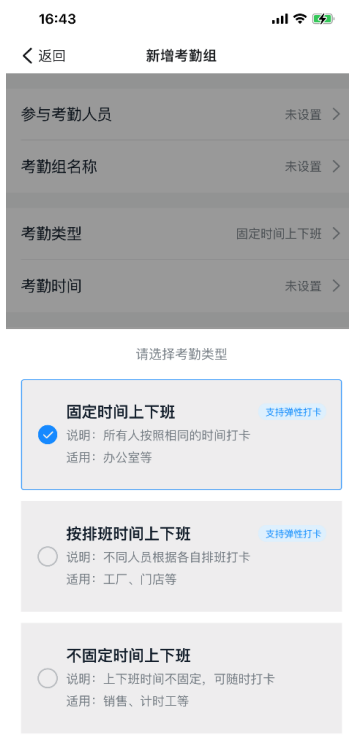 16:43
返回
新增考勤组
参与考勤人员
未设置
考勤组名称
未设置
考勤类型
固定时间上下班
考勤时间
未设置
请选择考勤类型
固定时间上下班
支持弹性打卡
说明：所有人按照相同的时间打卡
适用：办公室等
按排班时间上下班
支持弹性打卡
说明：不同人员根据各自排班打卡
适用：工厂、门店等
不固定时间上下班
说明：上下班时间不固定，可随时打卡
适用：销售、计时工等